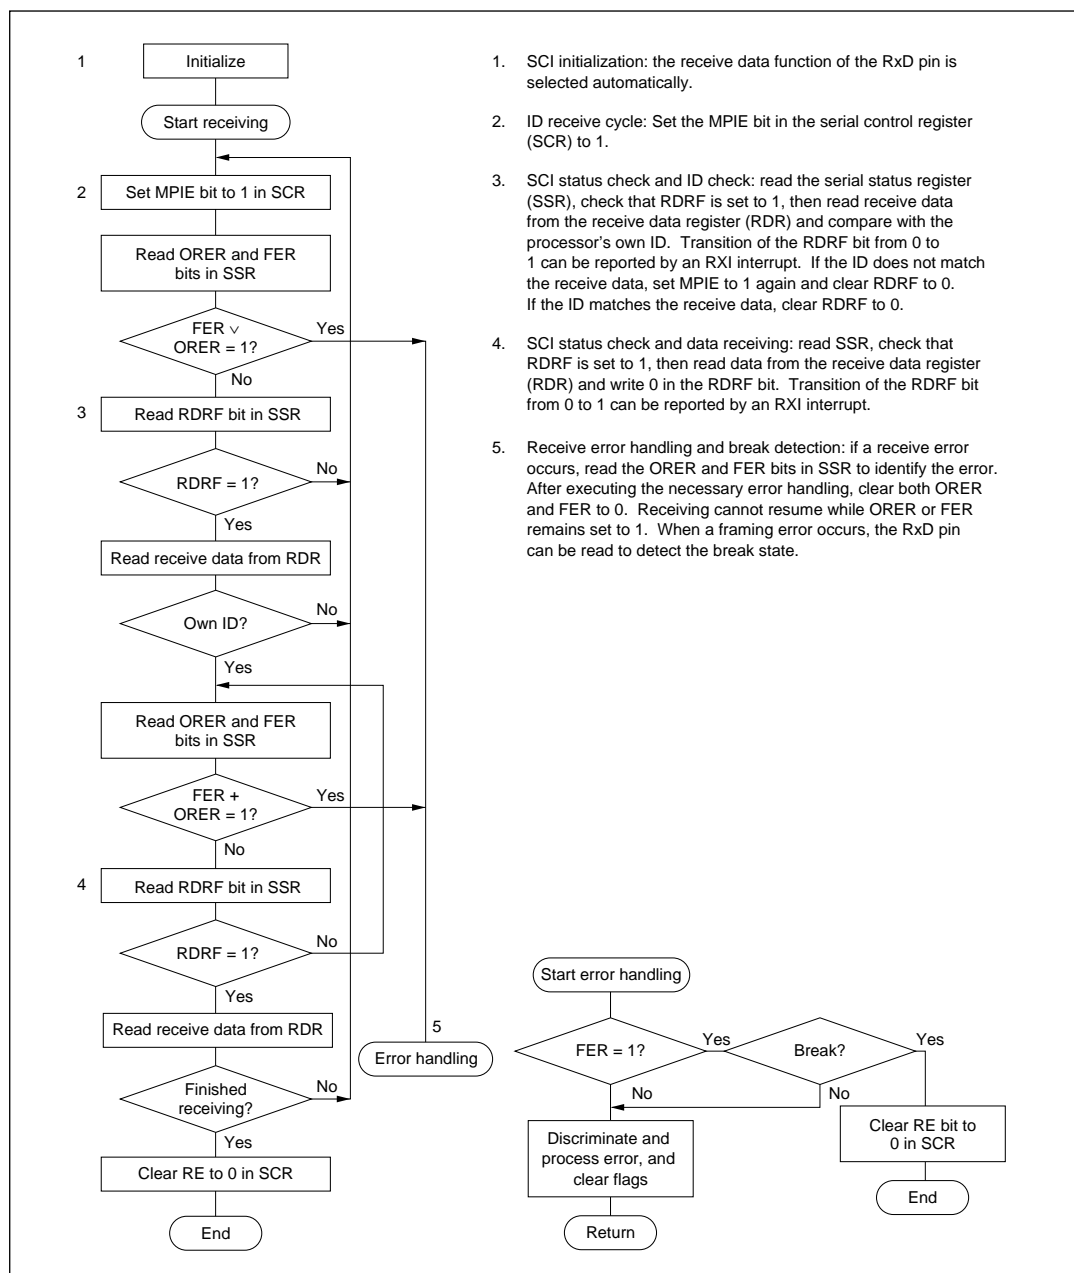 1
Initialize
Start receiving
2
Set MPIE bit to 1 in SCR
Read ORER and FER
bits in SSR
FER ∨
ORER = 1?
Yes
No
3
Read RDRF bit in SSR
RDRF = 1?
No
Yes
Read receive data from RDR
Own ID?
No
Yes
Read ORER and FER
bits in SSR
FER +
ORER = 1?
Yes
No
4
Read RDRF bit in SSR
RDRF = 1?
No
Yes
Read receive data from RDR
Finished
receiving?
No
Yes
Clear RE to 0 in SCR
End
5
Error handling
1. SCI initialization: the receive data function of the RxD pin is
selected automatically.
2. ID receive cycle: Set the MPIE bit in the serial control register
(SCR) to 1.
3. SCI status check and ID check: read the serial status register
(SSR), check that RDRF is set to 1, then read receive data
from the receive data register (RDR) and compare with the
processor's own ID. Transition of the RDRF bit from 0 to
1 can be reported by an RXI interrupt. If the ID does not match
the receive data, set MPIE to 1 again and clear RDRF to 0.
If the ID matches the receive data, clear RDRF to 0.
4. SCI status check and data receiving: read SSR, check that
RDRF is set to 1, then read data from the receive data register
(RDR) and write 0 in the RDRF bit. Transition of the RDRF bit
from 0 to 1 can be reported by an RXI interrupt.
5. Receive error handling and break detection: if a receive error
occurs, read the ORER and FER bits in SSR to identify the error.
After executing the necessary error handling, clear both ORER
and FER to 0. Receiving cannot resume while ORER or FER
remains set to 1. When a framing error occurs, the RxD pin
can be read to detect the break state.
Start error handling
FER = 1?
Yes
No
Break?
Yes
No
Discriminate and
process error, and
clear flags
Return
Clear RE bit to
0 in SCR
End